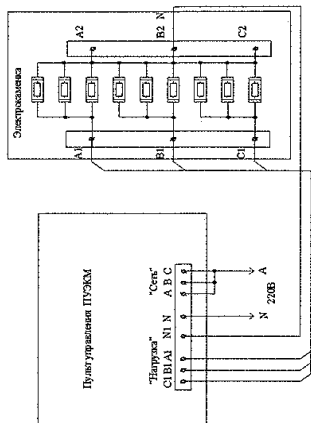 Электрокаменка
A2
B2
N
C2
A1
B1
C1
Пульт управления ПУЭКМ
"Сеть"
A B C
N
N1
"Нагрузка"
C1 B1 A1
A
220В
N